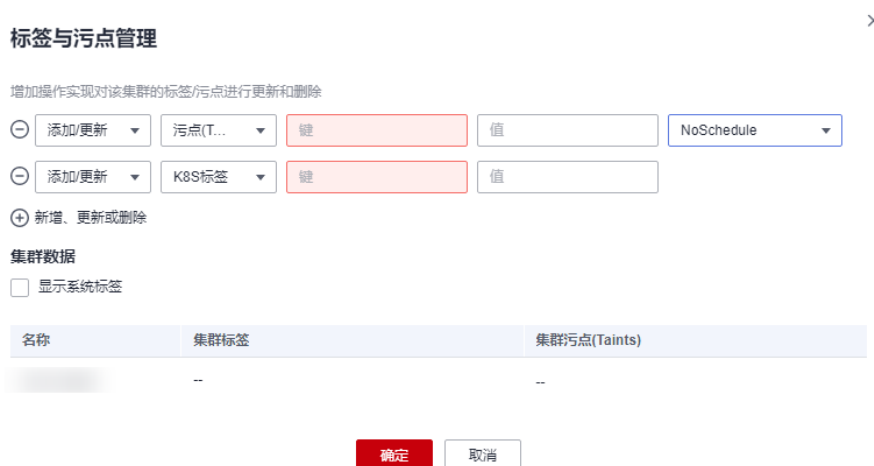 标签与污点管理
增加操作实现对该集群的标签/污点进行更新和删除
添加/更新 污点(T... 键 值 NoSchedule
添加/更新 K8S标签 键 值
新增、更新或删除
集群数据
显示系统标签
名称 集群标签 集群污点(Taints)
-- --
确定 取消